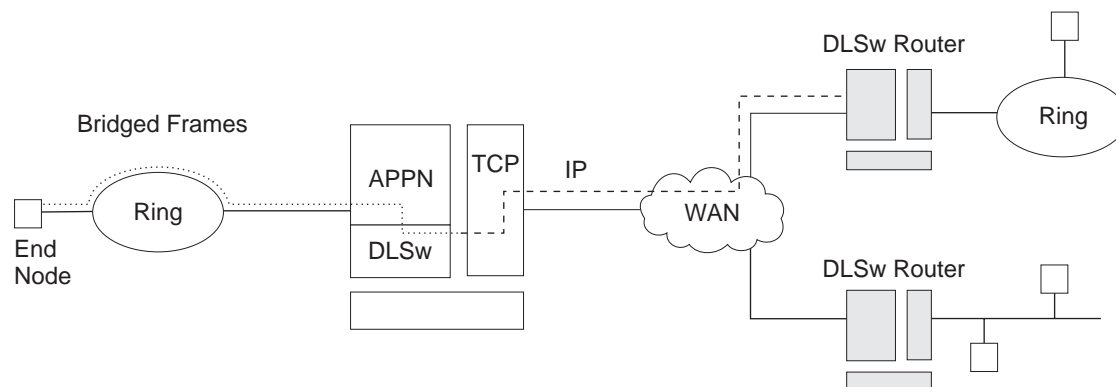 DLSw Router
Bridged Frames
Ring
APPN
TCP
IP
Ring
WAN
DLSw
End
Node
DLSw Router